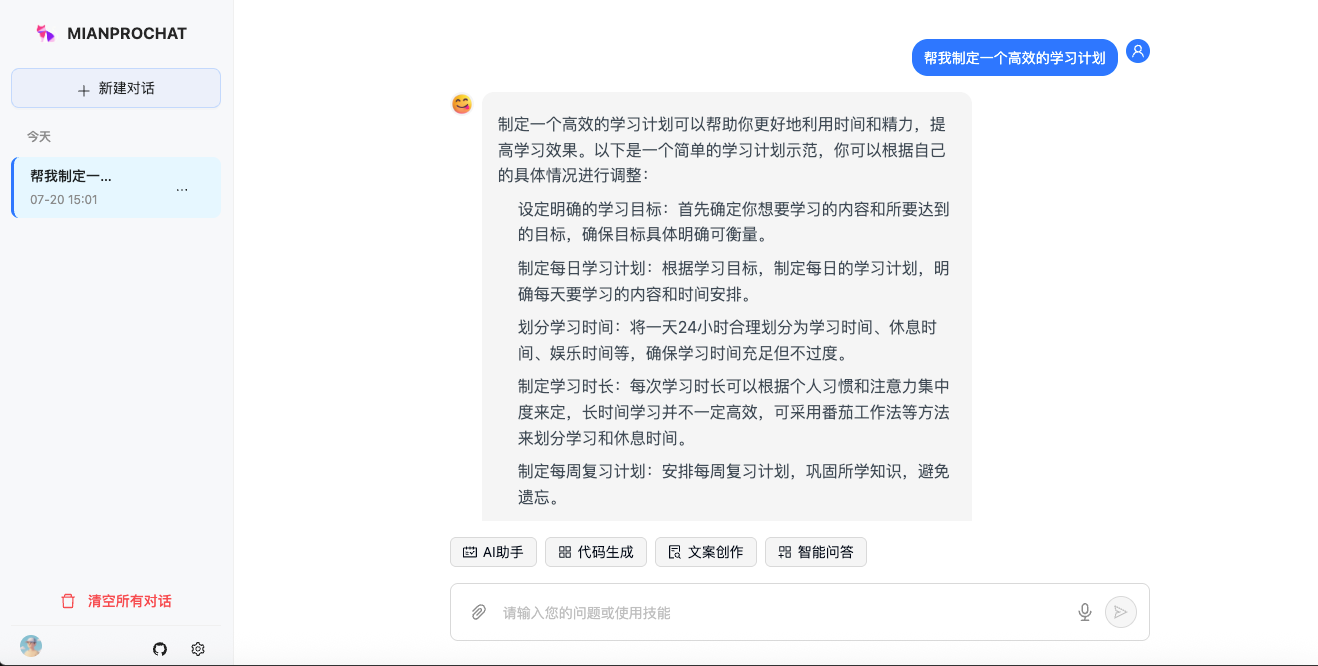 MIANPROCHAT
新建对话
今天
帮我制定一...
07-20 15:01
...
清空所有对话
帮我制定一个高效的学习计划
制定一个高效的学习计划可以帮助你更好地利用时间和精力，提
高学习效果。以下是一个简单的学习计划示范，你可以根据自己
的具体情况进行调整：
设定明确的学习目标：首先确定你想要学习的内容和所要达到
的目标，确保目标具体明确可衡量。
制定每日学习计划：根据学习目标，制定每日的学习计划，明
确每天要学习的内容和时间安排。
划分学习时间：将一天24小时合理划分为学习时间、休息时
间、娱乐时间等，确保学习时间充足但不过度。
制定学习时长：每次学习时长可以根据个人习惯和注意力集中
度来定，长时间学习并不一定高效，可采用番茄工作法等方法
来划分学习和休息时间。
制定每周复习计划：安排每周复习计划，巩固所学知识，避免
遗忘。
AI助手 代码生成 文案创作 智能问答
请输入您的问题或使用技能